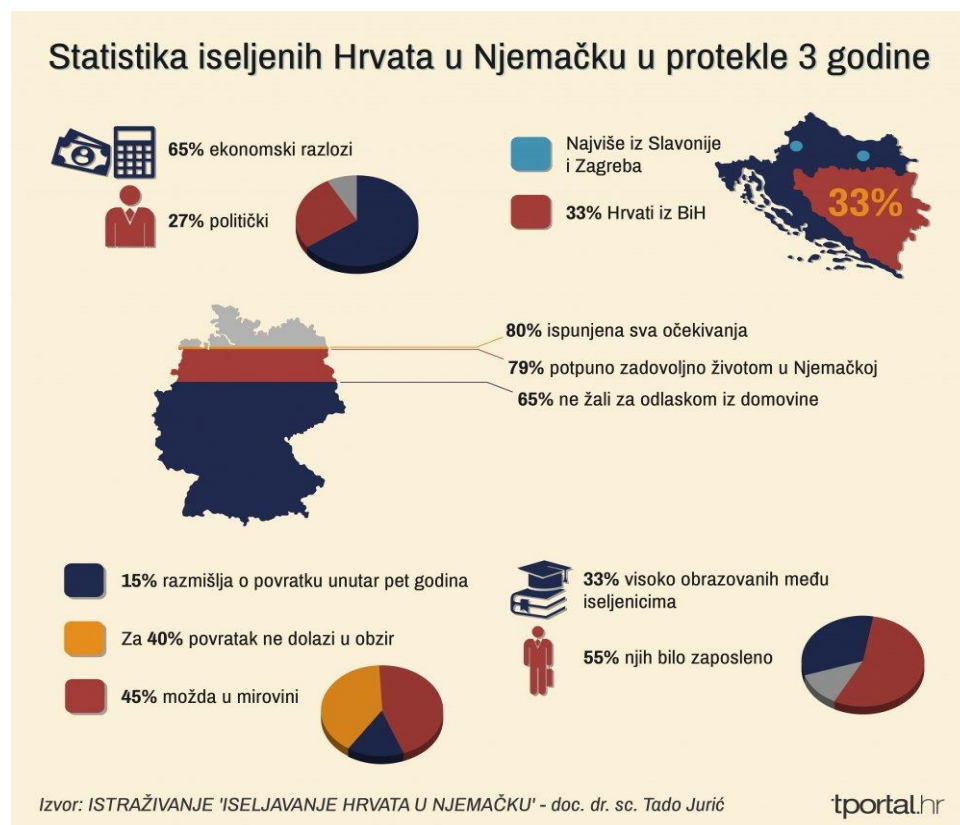 Statistika iseljenih Hrvata u Njemačku u protekle 3 godine
65% ekonomski razlozi
27% politički
Najviše iz Slavonije
i Zagreba
33% Hrvati iz BiH
33%
80% ispunjena sva očekivanja
79% potpuno zadovoljno životom u Njemačkoj
65% ne žali za odlaskom iz domovine
15% razmišlja o povratku unutar pet godina
Za 40% povratak ne dolazi u obzir
45% možda u mirovini
33% visoko obrazovanih među
iseljenicima
55% njih bilo zaposleno
Izvor: ISTRAŽIVANJE 'ISELJAVANJE HRVATA U NJEMAČKU' - doc. dr. sc. Tado Jurić
tportal.hr